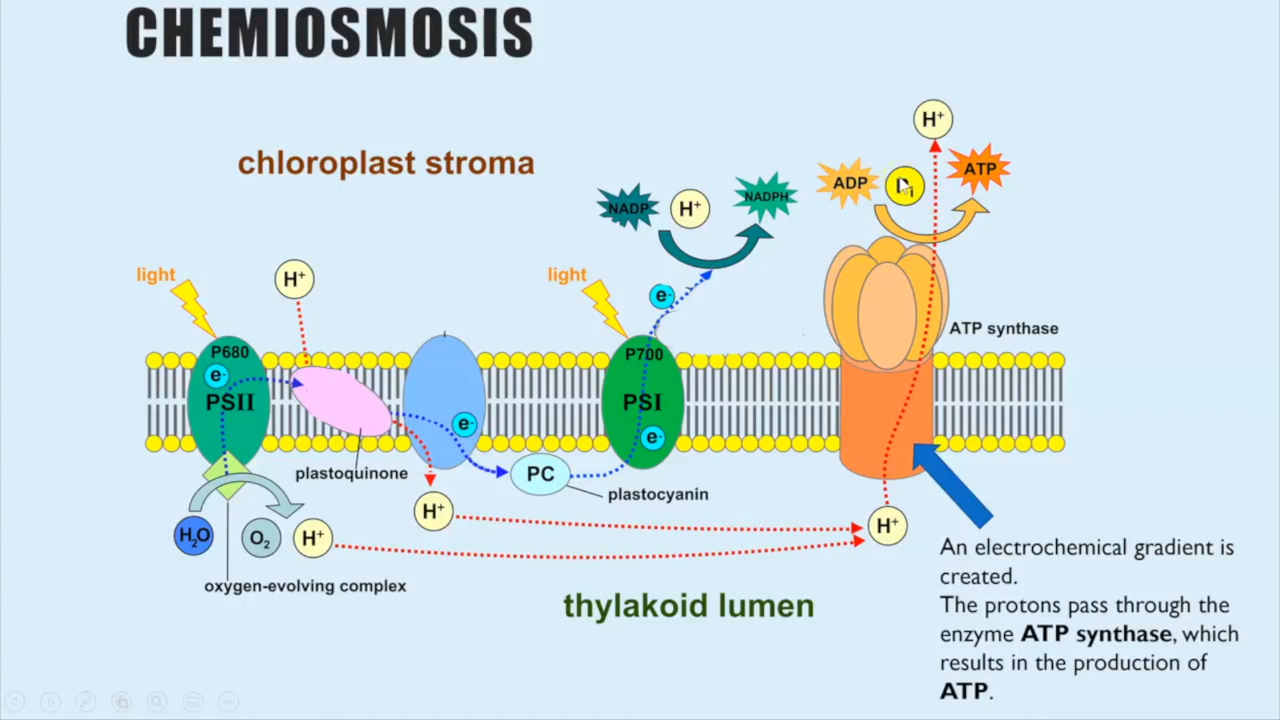 CHEMIOSMOSIS
chloroplast stroma
H⁺
ADP
ATP
NADP
H⁺
NADPH
light
H⁺
light
e⁻
ATP synthase
P680
e⁻
PSII
P700
PSI
e⁻
e⁻
plastoquinone
PC
plastocyanin
H⁺
H⁺
H₂O
O₂
H⁺
oxygen-evolving complex
thylakoid lumen
An electrochemical gradient is
created.
The protons pass through the
enzyme ATP synthase, which
results in the production of
ATP.